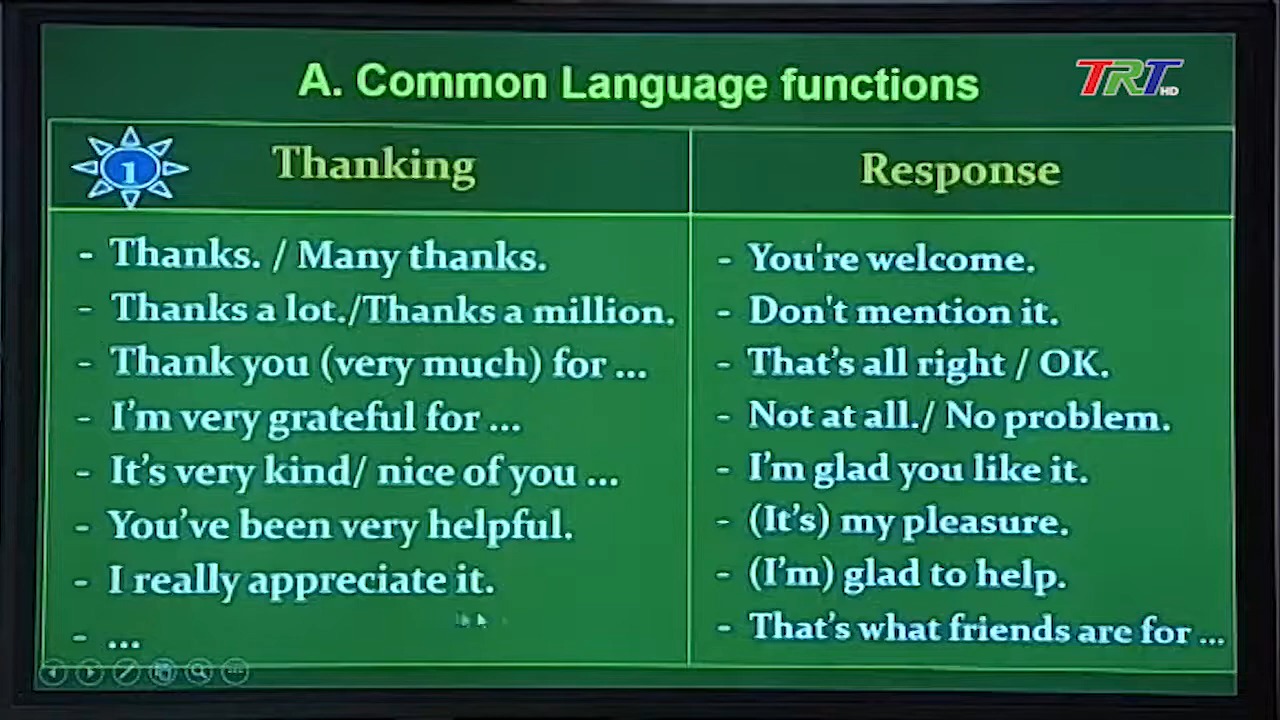 A. Common Language functions
TRT HD
1
Thanking
Response
- Thanks. / Many thanks.
- Thanks a lot./Thanks a million.
- Thank you (very much) for ...
- I'm very grateful for ...
- It's very kind/ nice of you ...
- You've been very helpful.
- I really appreciate it.
- ...
- You're welcome.
- Don't mention it.
- That's all right / OK.
- Not at all./ No problem.
- I'm glad you like it.
- (It's) my pleasure.
- (I'm) glad to help.
- That's what friends are for ...